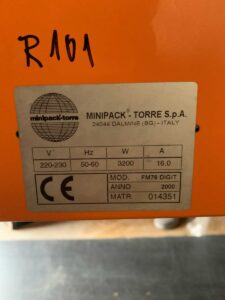 R101
minipack-torre
MINIPACK® - TORRE S.p.A.
24044 DALMINE (BG) - ITALY
V Hz W A
220-230 50-60 3200 16.0
CE
MOD. FM76 DIGIT
ANNO 2000
MATR. 014351